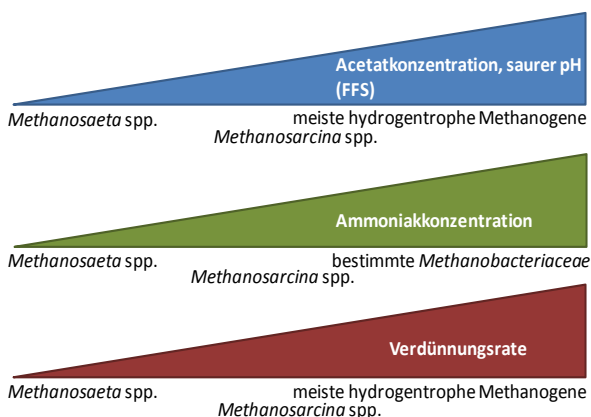 Acetatkonzentration, saurer pH
(FFS)
Methanosaeta spp. meiste hydrogentrophe Methanogene
Methanosarcina spp.
Ammoniakkonzentration
Methanosaeta spp. bestimmte Methanobacteriaceae
Methanosarcina spp.
Verdünnungsrate
Methanosaeta spp. meiste hydrogentrophe Methanogene
Methanosarcina spp.